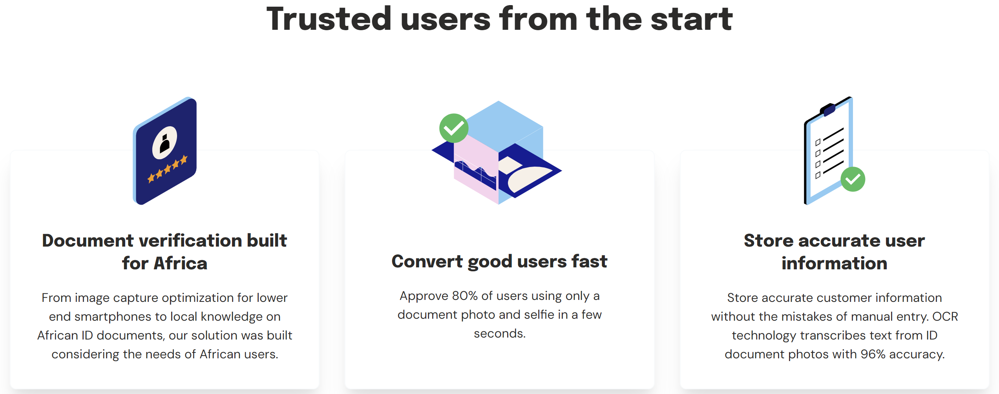 Trusted users from the start
Document verification built
for Africa
From image capture optimization for lower
end smartphones to local knowledge on
African ID documents, our solution was built
considering the needs of African users.
Convert good users fast
Approve 80% of users using only a
document photo and selfie in a few
seconds.
Store accurate user
information
Store accurate customer information
without the mistakes of manual entry. OCR
technology transcribes text from ID
document photos with 96% accuracy.